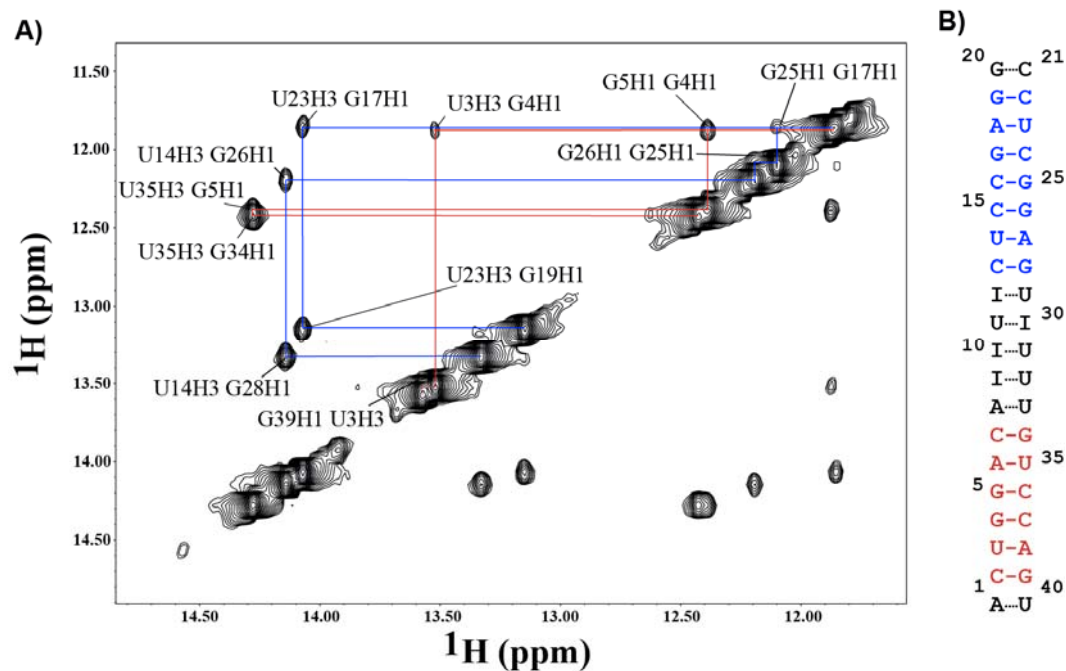 A)
B)
11.50
12.00
12.50
13.00
13.50
14.00
14.50
1H (ppm)
U23H3 G17H1
U3H3 G4H1
G5H1 G4H1
G25H1 G17H1
U14H3 G26H1
G26H1 G25H1
U35H3 G5H1
U35H3 G34H1
U23H3 G19H1
U14H3 G28H1
G39H1 U3H3
14.50 14.00 13.50 13.00 12.50 12.00
1H (ppm)
20 G····C 21
G-C
A-U
G-C
C-G 25
15 C-G
U-A
C-G
I····U
U····I 30
10 I····U
I····U
A····U
C-G
A-U 35
5 G-C
G-C
U-A
C-G
1 A····U 40